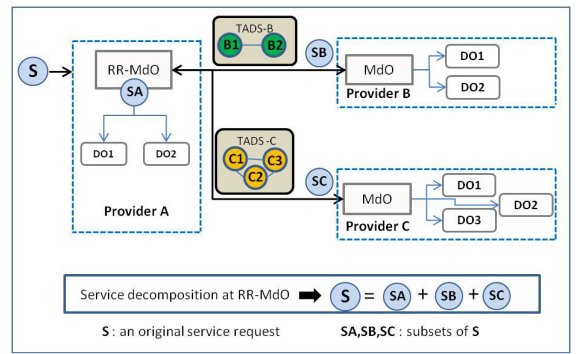 TADS-B
B1 B2
S
RR-MdO
SA
DO1 DO2
Provider A
SB
MdO
Provider B
DO1
DO2
TADS -C
C1 C3
C2
SC
MdO
Provider C
DO1
DO2
DO3
Service decomposition at RR-MdO S = SA + SB + SC
S : an original service request SA,SB,SC : subsets of S